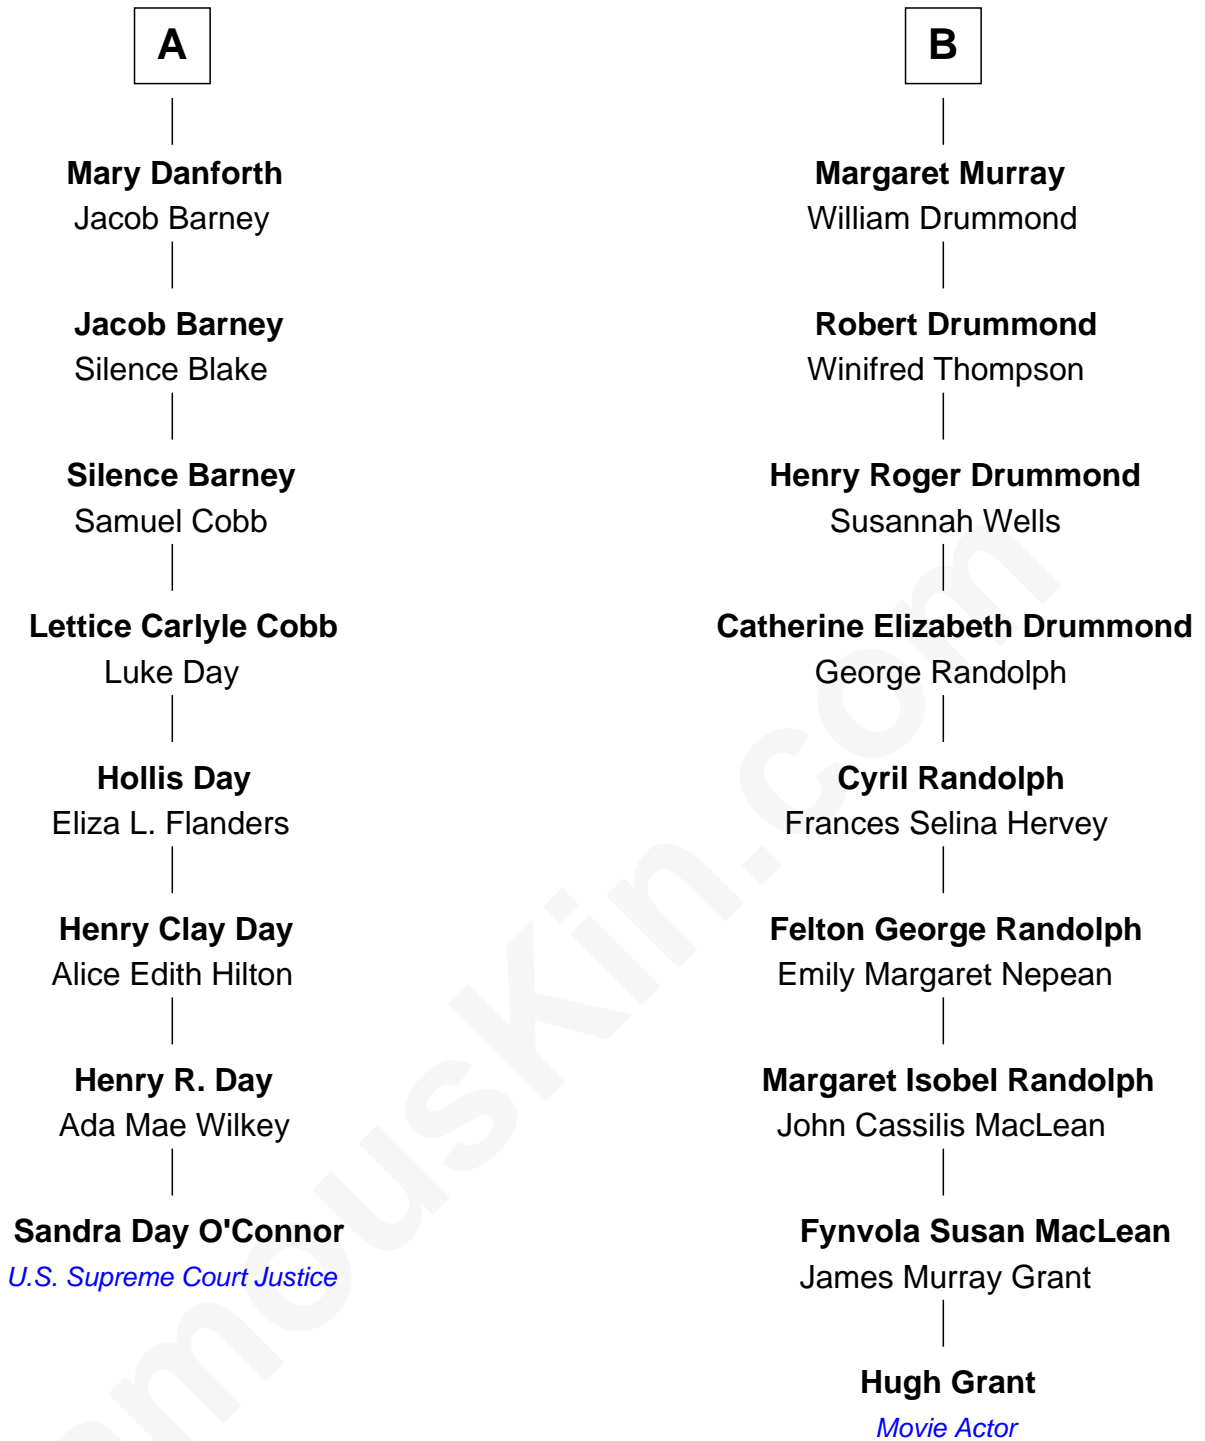 A
Mary Danforth
Jacob Barney
Jacob Barney
Silence Blake
Silence Barney
Samuel Cobb
Lettice Carlyle Cobb
Luke Day
Hollis Day
Eliza L. Flanders
Henry Clay Day
Alice Edith Hilton
Henry R. Day
Ada Mae Wilkey
Sandra Day O'Connor
U.S. Supreme Court Justice
B
Margaret Murray
William Drummond
Robert Drummond
Winifred Thompson
Henry Roger Drummond
Susannah Wells
Catherine Elizabeth Drummond
George Randolph
Cyril Randolph
Frances Selina Hervey
Felton George Randolph
Emily Margaret Nepean
Margaret Isobel Randolph
John Cassilis MacLean
Fynvola Susan MacLean
James Murray Grant
Hugh Grant
Movie Actor
amouskin.com